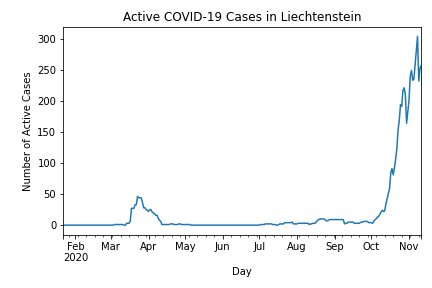 Active COVID-19 Cases in Liechtenstein
Number of Active Cases
300
250
200
150
100
50
0
Feb Mar Apr May Jun Jul Aug Sep Oct Nov
2020
Day